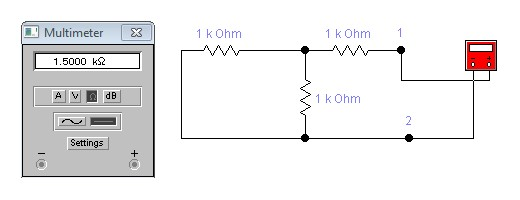 Multimeter
1.5000 kΩ
A V Ω dB
Settings
− +
1 k Ohm
1 k Ohm
1
1 k Ohm
2